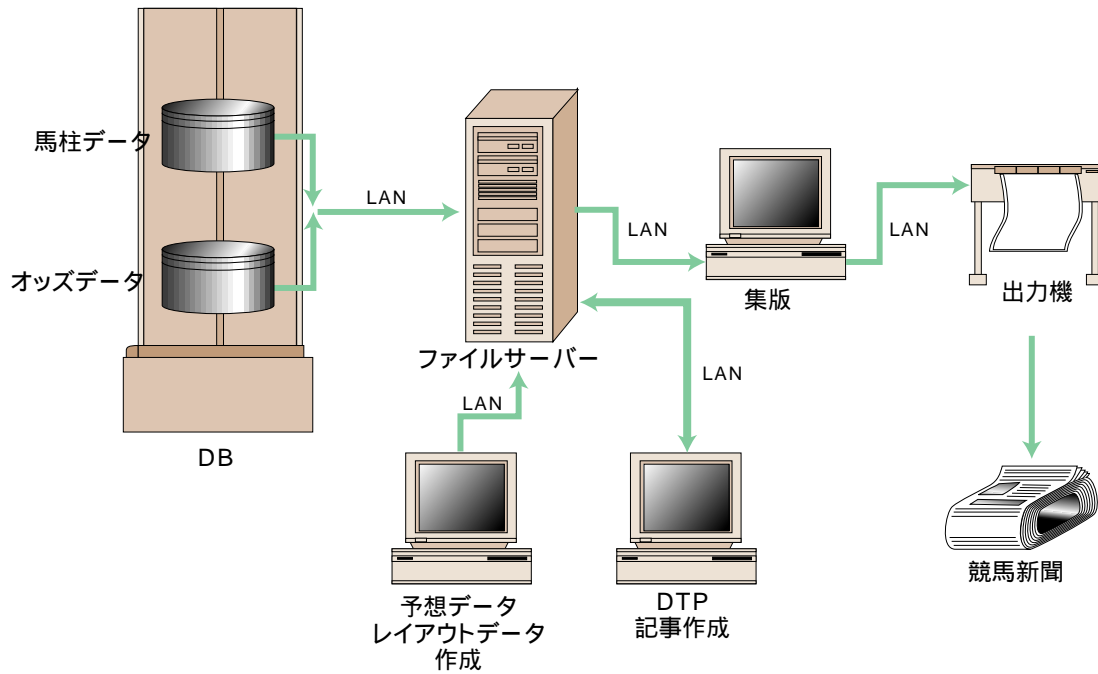 馬柱データ
オッズデータ
DB
LAN
ファイルサーバー
LAN
集版
LAN
出力機
LAN
LAN
予想データ
レイアウトデータ
作成
DTP
記事作成
競馬新聞